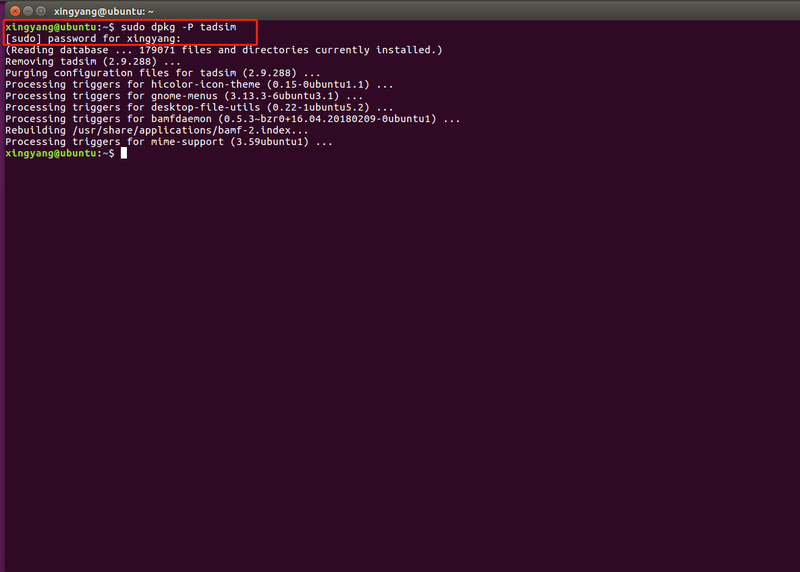 xingyang@ubuntu: ~
xingyang@ubuntu:~$ sudo dpkg -P tadsim
[sudo] password for xingyang:
(Reading database ... 179071 files and directories currently installed.)
Removing tadsim (2.9.288) ...
Purging configuration files for tadsim (2.9.288) ...
Processing triggers for hicolor-icon-theme (0.15-0ubuntu1.1) ...
Processing triggers for gnome-menus (3.13.3-6ubuntu3.1) ...
Processing triggers for desktop-file-utils (0.22-1ubuntu5.2) ...
Processing triggers for bamfdaemon (0.5.3~bzr0+16.04.20180209-0ubuntu1) ...
Rebuilding /usr/share/applications/bamf-2.index...
Processing triggers for mime-support (3.59ubuntu1) ...
xingyang@ubuntu:~$